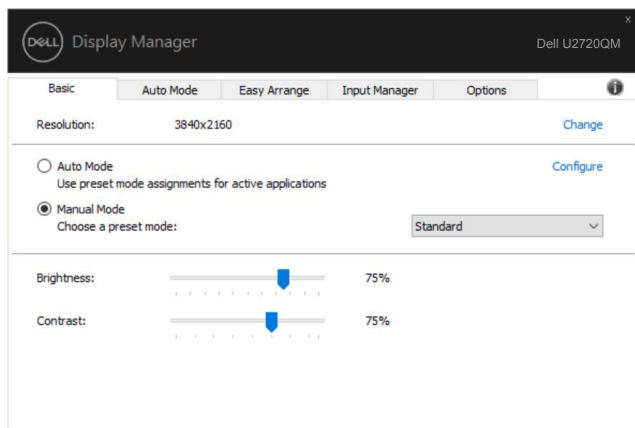 x
DELL Display Manager Dell U2720QM
Basic Auto Mode Easy Arrange Input Manager Options i
Resolution: 3840x2160 Change
Auto Mode Configure
Use preset mode assignments for active applications
Manual Mode
Choose a preset mode: Standard
Brightness: 75%
Contrast: 75%